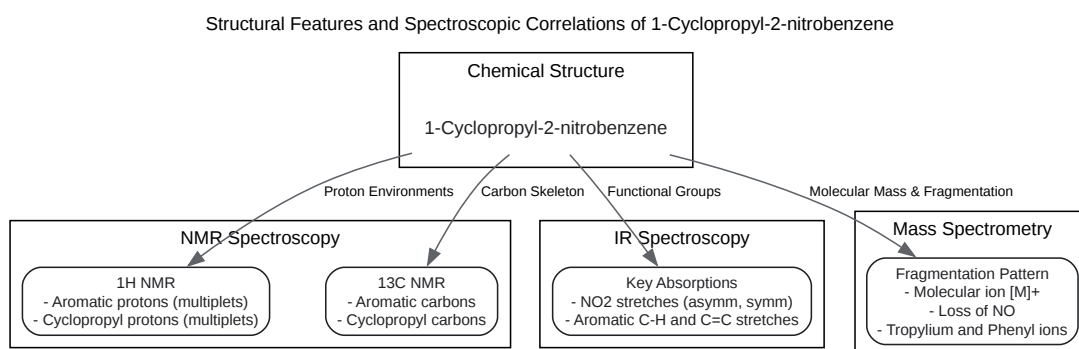 Structural Features and Spectroscopic Correlations of 1-Cyclopropyl-2-nitrobenzene
Chemical Structure
1-Cyclopropyl-2-nitrobenzene
Proton Environments
Carbon Skeleton
Functional Groups
Molecular Mass & Fragmentation
NMR Spectroscopy
1H NMR
- Aromatic protons (multiplets)
- Cyclopropyl protons (multiplets)
13C NMR
- Aromatic carbons
- Cyclopropyl carbons
IR Spectroscopy
Key Absorptions
- NO2 stretches (asymm, symm)
- Aromatic C-H and C=C stretches
Mass Spectrometry
Fragmentation Pattern
- Molecular ion [M]+
- Loss of NO
- Tropylium and Phenyl ions